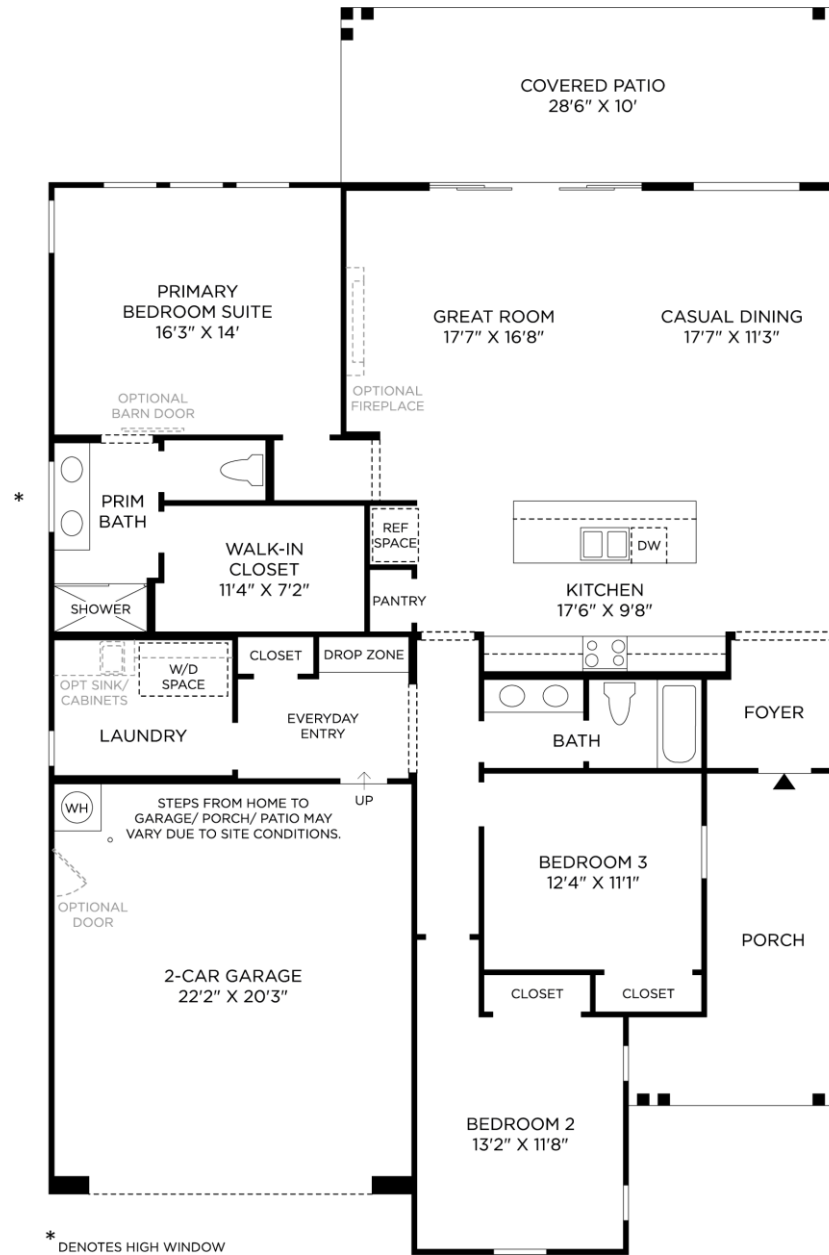 COVERED PATIO
28'6" X 10'
PRIMARY
BEDROOM SUITE
16'3" X 14'
GREAT ROOM
17'7" X 16'8"
CASUAL DINING
17'7" X 11'3"
OPTIONAL
BARN DOOR
OPTIONAL
FIREPLACE
*
PRIM
BATH
WALK-IN
CLOSET
11'4" X 7'2"
REF
SPACE
DW
SHOWER
PANTRY
KITCHEN
17'6" X 9'8"
OPT SINK/
CABINETS
W/D
SPACE
CLOSET
DROP ZONE
LAUNDRY
EVERYDAY
ENTRY
BATH
FOYER
UP
WH
STEPS FROM HOME TO
GARAGE/ PORCH/ PATIO MAY
VARY DUE TO SITE CONDITIONS.
OPTIONAL
DOOR
BEDROOM 3
12'4" X 11'1"
PORCH
2-CAR GARAGE
22'2" X 20'3"
CLOSET
CLOSET
BEDROOM 2
13'2" X 11'8"
* DENOTES HIGH WINDOW